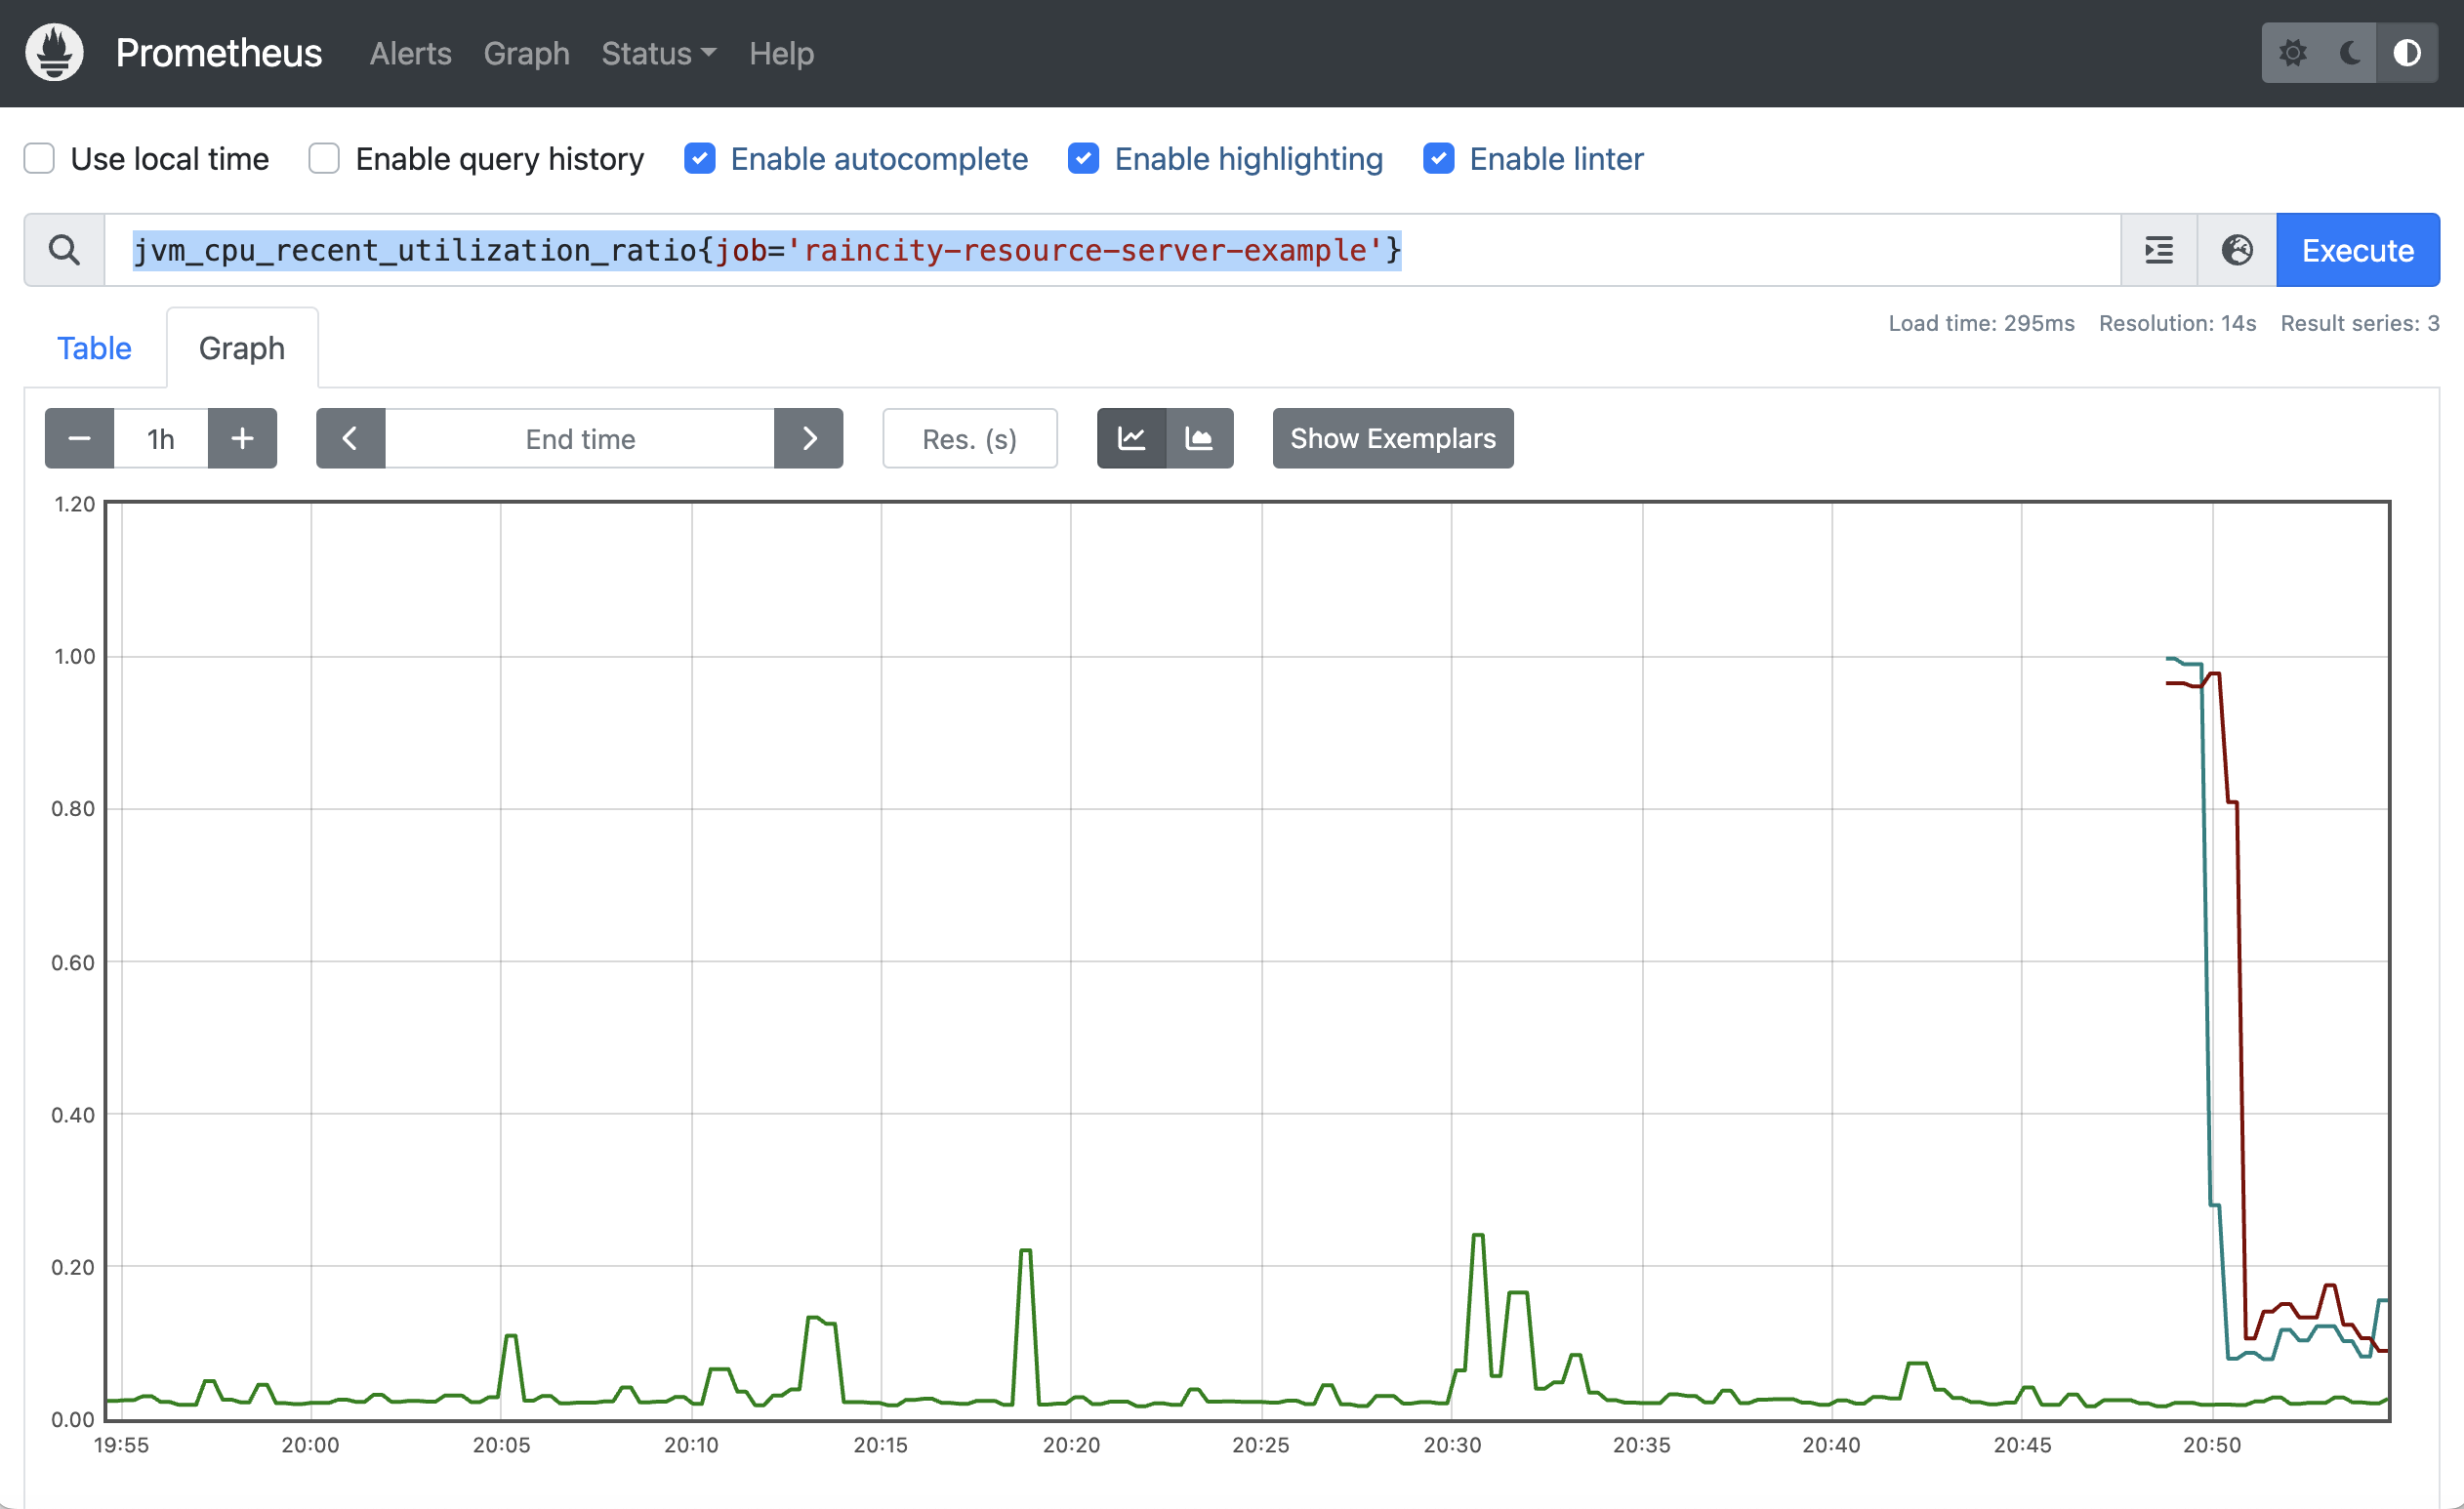 Prometheus Alerts Graph Status Help
Use local time Enable query history Enable autocomplete Enable highlighting Enable linter
jvm_cpu_recent_utilization_ratio{job='raincity-resource-server-example'} Execute
Load time: 295ms Resolution: 14s Result series: 3
Table Graph
1h End time Res. (s) Show Exemplars
1.20
1.00
0.80
0.60
0.40
0.20
0.00
19:55 20:00 20:05 20:10 20:15 20:20 20:25 20:30 20:35 20:40 20:45 20:50